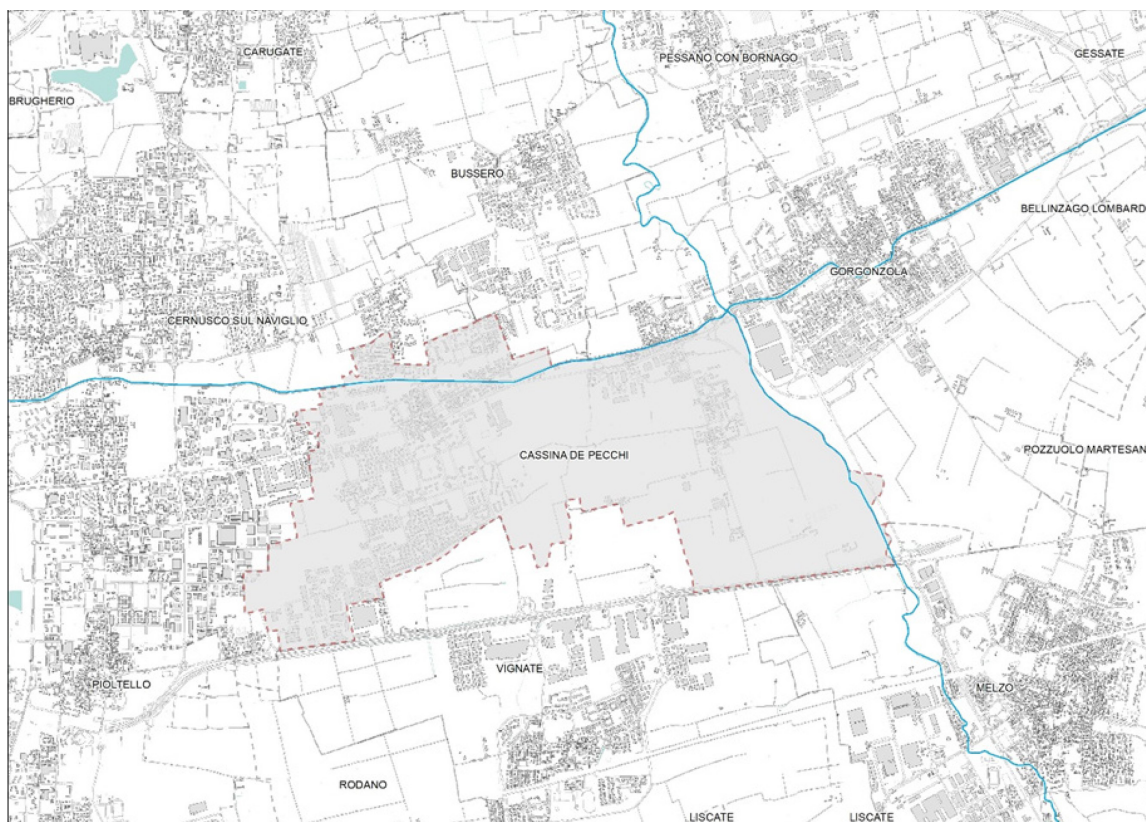 CARUGATE
PESSANO CON BORNAGO
GESSATE
BRUGHERIO
BUSSERO
BELLINZAGO LOMBARD
GORGONZOLA
CERNUSCO SUL NAVIGLIO
CASSINA DE PECCHI
POZZUOLO MARTESAN
VIGNATE
PIOLTELLO
MELZO
RODANO
LISCATE
LISCATE